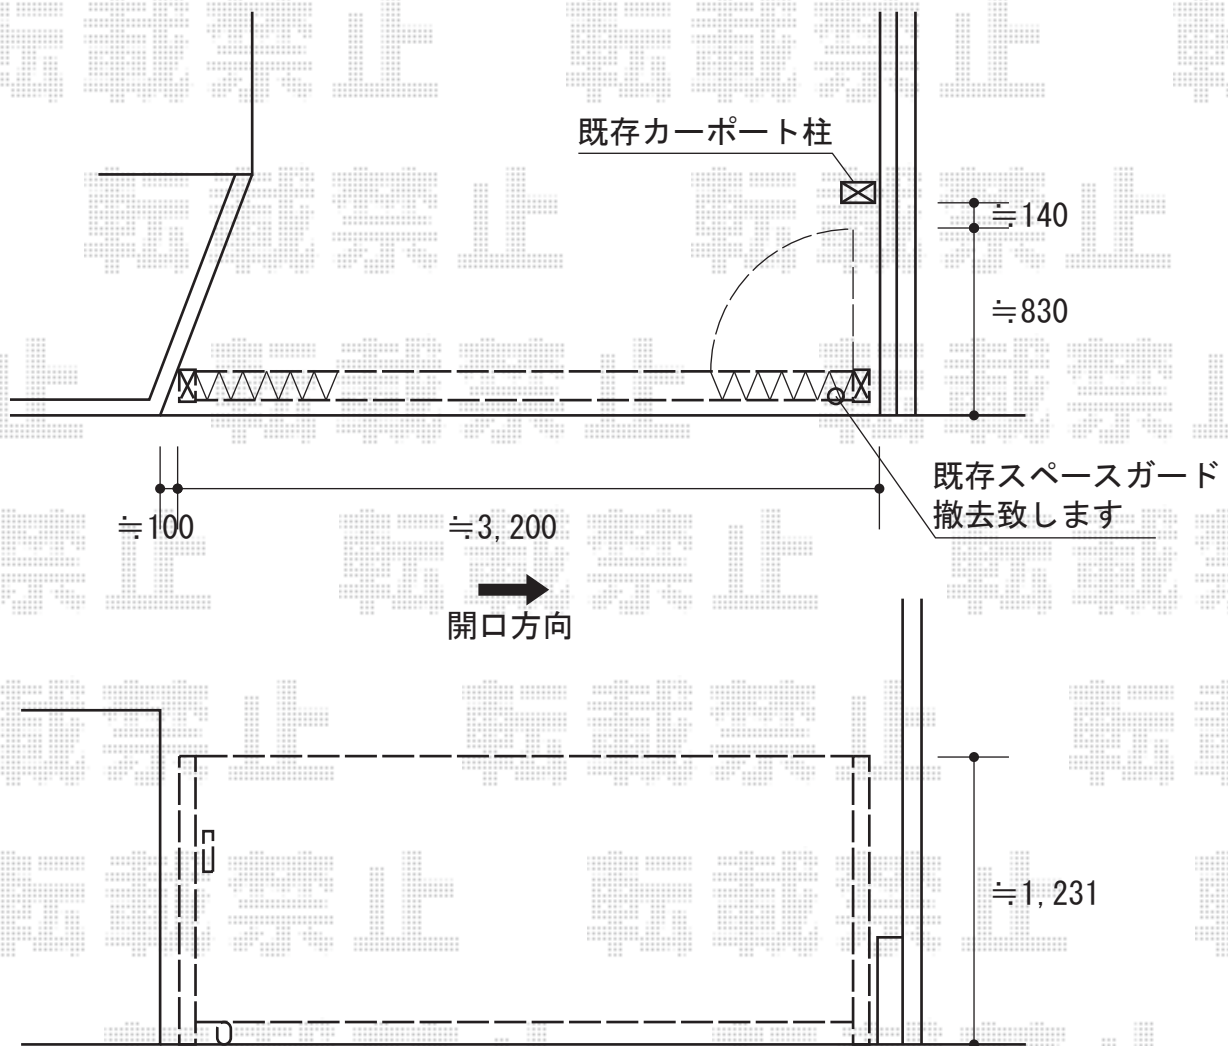 既存カーポート柱
≒140
≒830
既存スペースガード
撤去致します
≒100
≒3,200
開口方向
≒1,231
転載禁止